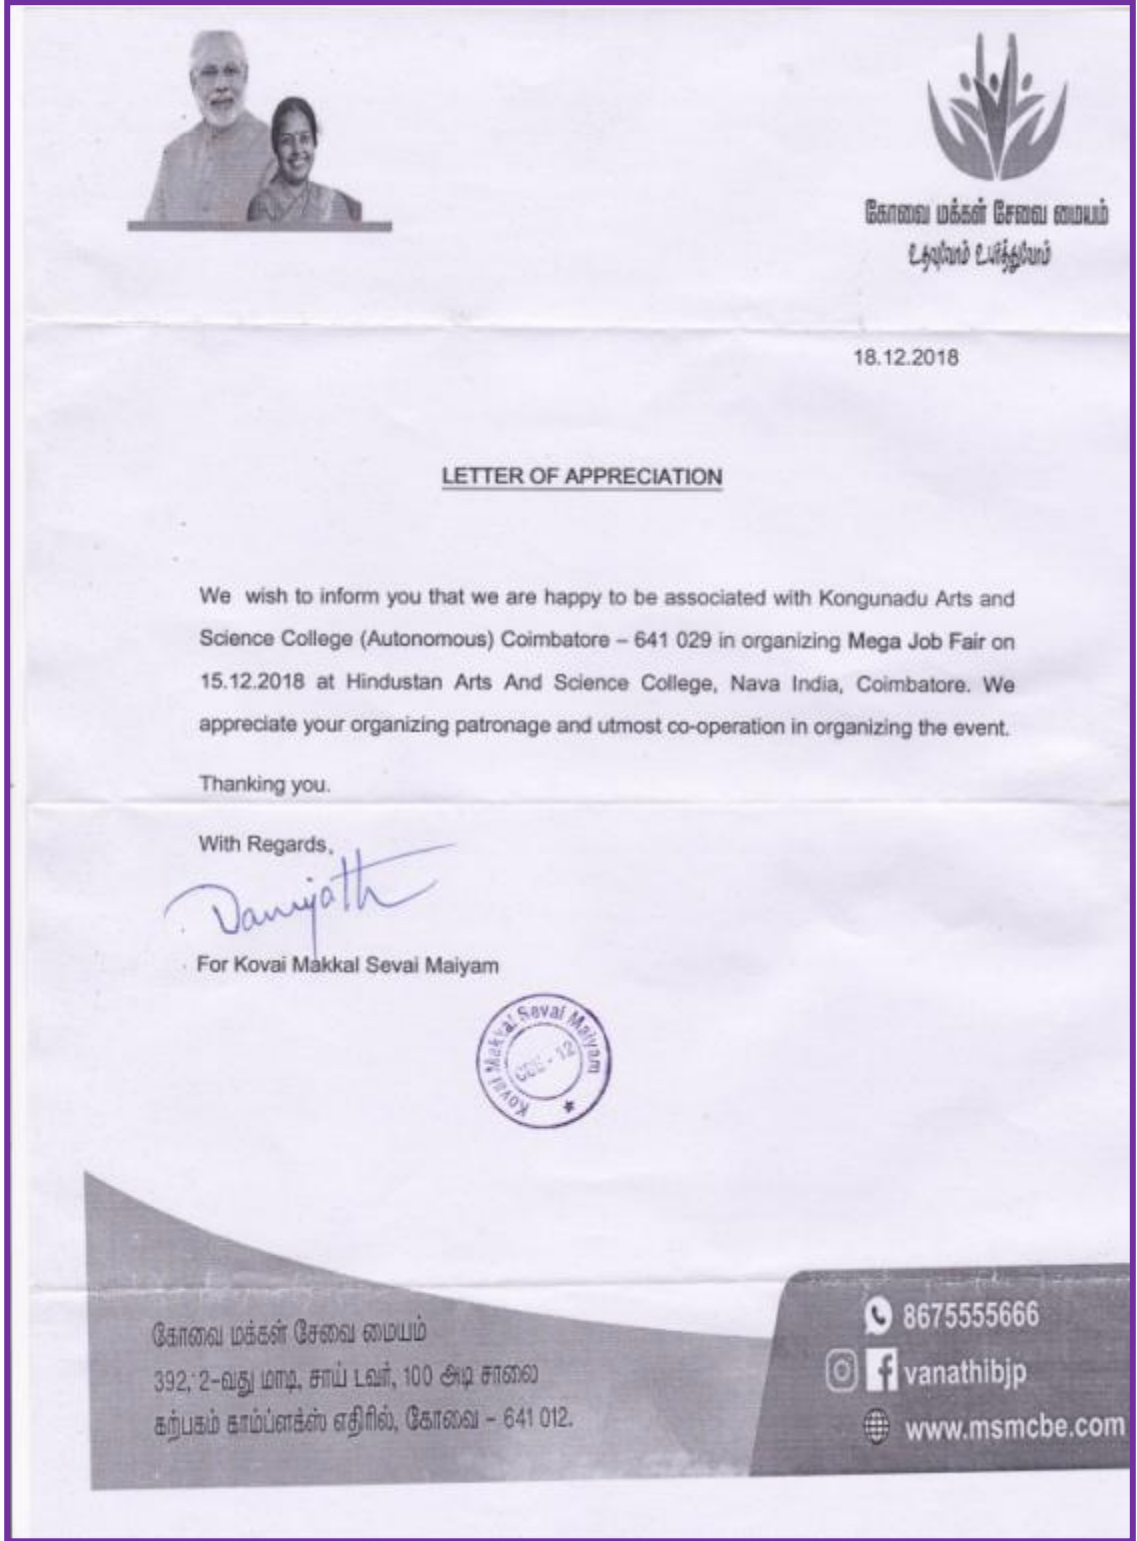 கோவை மக்கள் சேவை மையம்
உதவுவோம் உயர்த்துவோம்
18.12.2018
LETTER OF APPRECIATION
We wish to inform you that we are happy to be associated with Kongunadu Arts and
Science College (Autonomous) Coimbatore – 641 029 in organizing Mega Job Fair on
15.12.2018 at Hindustan Arts And Science College, Nava India, Coimbatore. We
appreciate your organizing patronage and utmost co-operation in organizing the event.
Thanking you.
With Regards,
For Kovai Makkal Sevai Maiyam
Kovai Makkal Sevai Maiyam
CBE - 12
கோவை மக்கள் சேவை மையம்
392, 2-வது மாடி, சாய் டவர், 100 அடி சாலை
கற்பகம் காம்ப்ளக்ஸ் எதிரில், கோவை – 641 012.
8675555666
vanathibjp
www.msmcbe.com